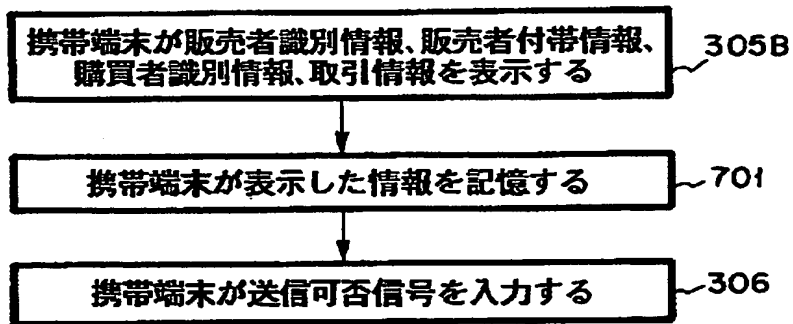 携帯端末が販売者識別情報、販売者付帯情報、
購買者識別情報、取引情報を表示する
305B
携帯端末が表示した情報を記憶する
701
携帯端末が送信可否信号を入力する
306